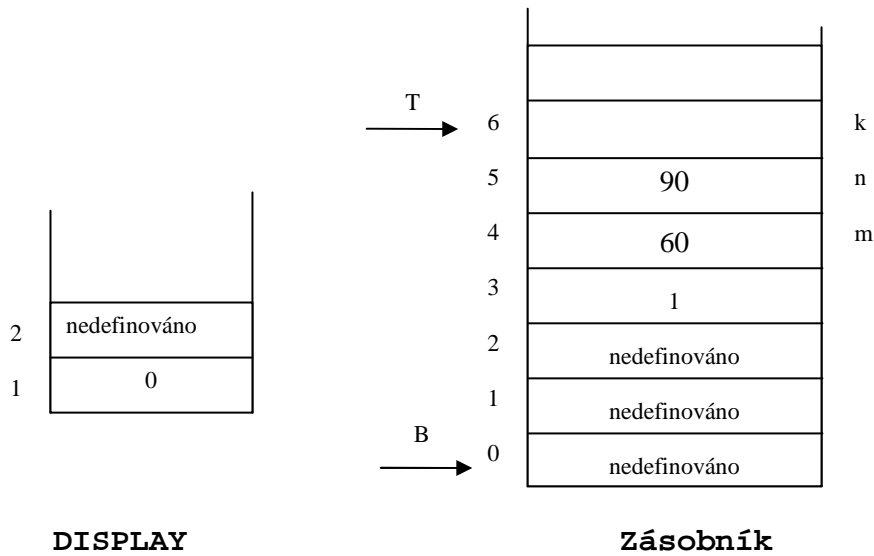 T
6 k
5 90 n
4 60 m
3 1
2 nedefinováno
1 nedefinováno
B
0 nedefinováno
2 nedefinováno
1 0
DISPLAY
Zásobník